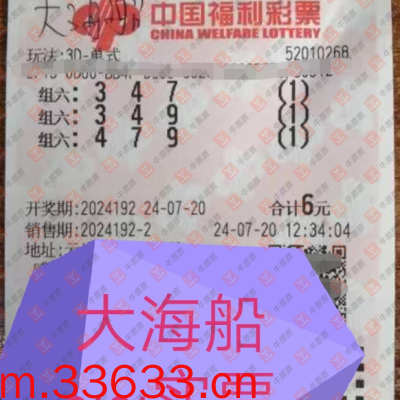 中国福利彩票
CHINA WELFARE LOTTERY
玩法:3D-单式 52010268
组六: 3 4 7 (1)
组六: 3 4 9 (1)
组六: 4 7 9 (1)
开奖期:2024192 24-07-20 合计6元
销售期:2024192-2 24-07-20 12:34:04
地址:
大海船
m.33633.cn